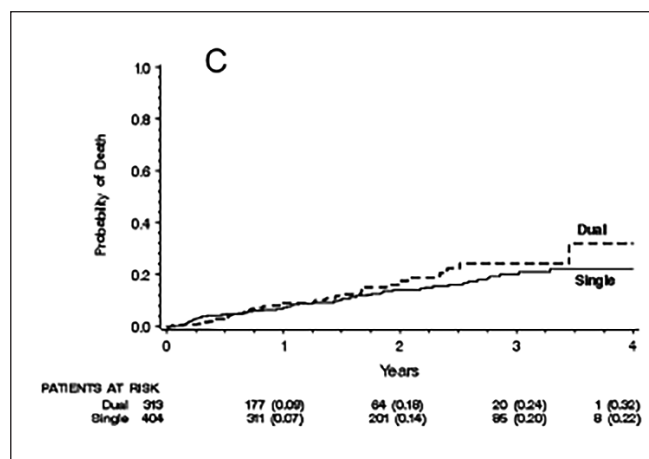 C
1.0
0.8
0.6
0.4
0.2
0.0
Probability of Death
Dual
Single
0 1 2 3 4
Years
PATIENTS AT RISK
Dual 313 177 (0.09) 64 (0.18) 20 (0.24) 1 (0.32)
Single 404 311 (0.07) 201 (0.14) 85 (0.20) 8 (0.22)